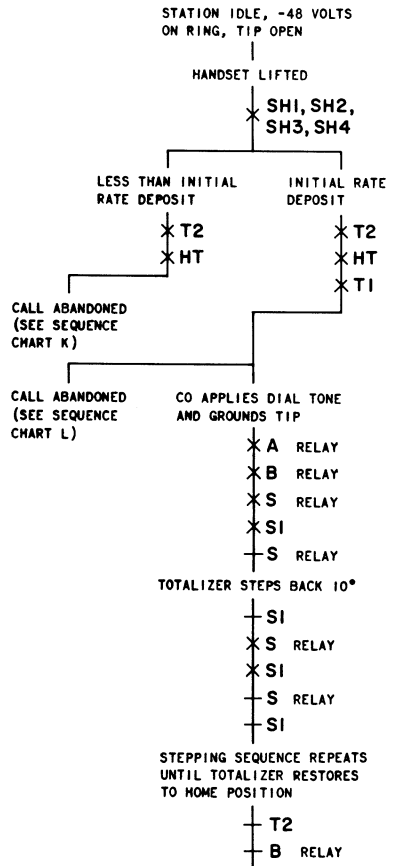 STATION IDLE, -48 VOLTS
ON RING, TIP OPEN
HANDSET LIFTED
SH1, SH2,
SH3, SH4
LESS THAN INITIAL
RATE DEPOSIT
T2
HT
CALL ABANDONED
(SEE SEQUENCE
CHART K)
INITIAL RATE
DEPOSIT
T2
HT
T1
CALL ABANDONED
(SEE SEQUENCE
CHART L)
CO APPLIES DIAL TONE
AND GROUNDS TIP
A RELAY
B RELAY
S RELAY
S1
S RELAY
TOTALIZER STEPS BACK 10°
S1
S RELAY
S1
S RELAY
S1
STEPPING SEQUENCE REPEATS
UNTIL TOTALIZER RESTORES
TO HOME POSITION
T2
B RELAY